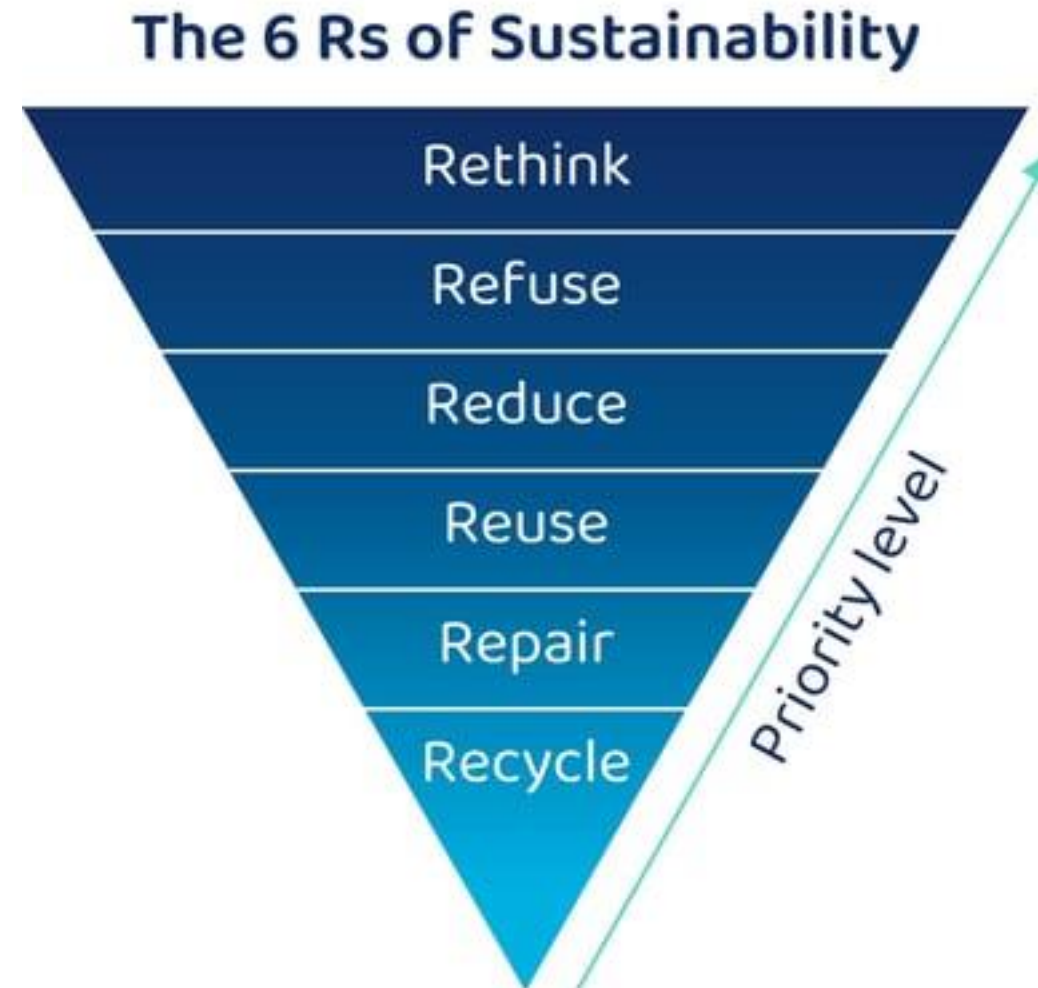 The 6 Rs of Sustainability
Rethink
Refuse
Reduce
Reuse
Repair
Recycle
Priority level